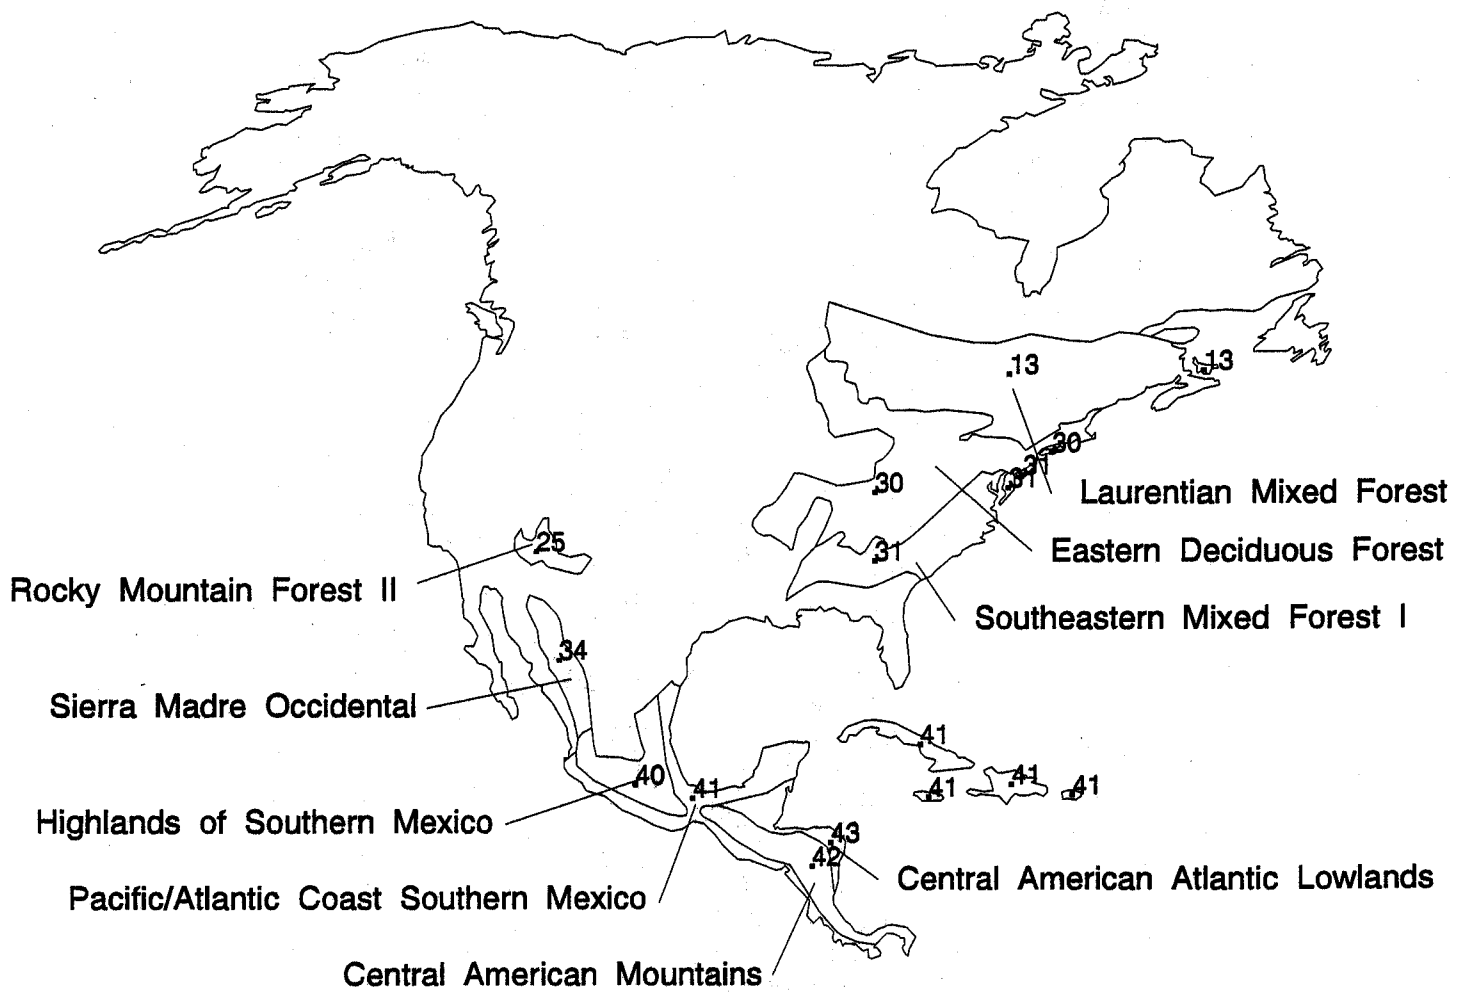 13
13
30
31
31
30
Laurentian Mixed Forest
25
31
Eastern Deciduous Forest
Rocky Mountain Forest II
Southeastern Mixed Forest I
34
Sierra Madre Occidental
41
40
41
41
41
41
Highlands of Southern Mexico
43
42
Central American Atlantic Lowlands
Pacific/Atlantic Coast Southern Mexico
Central American Mountains